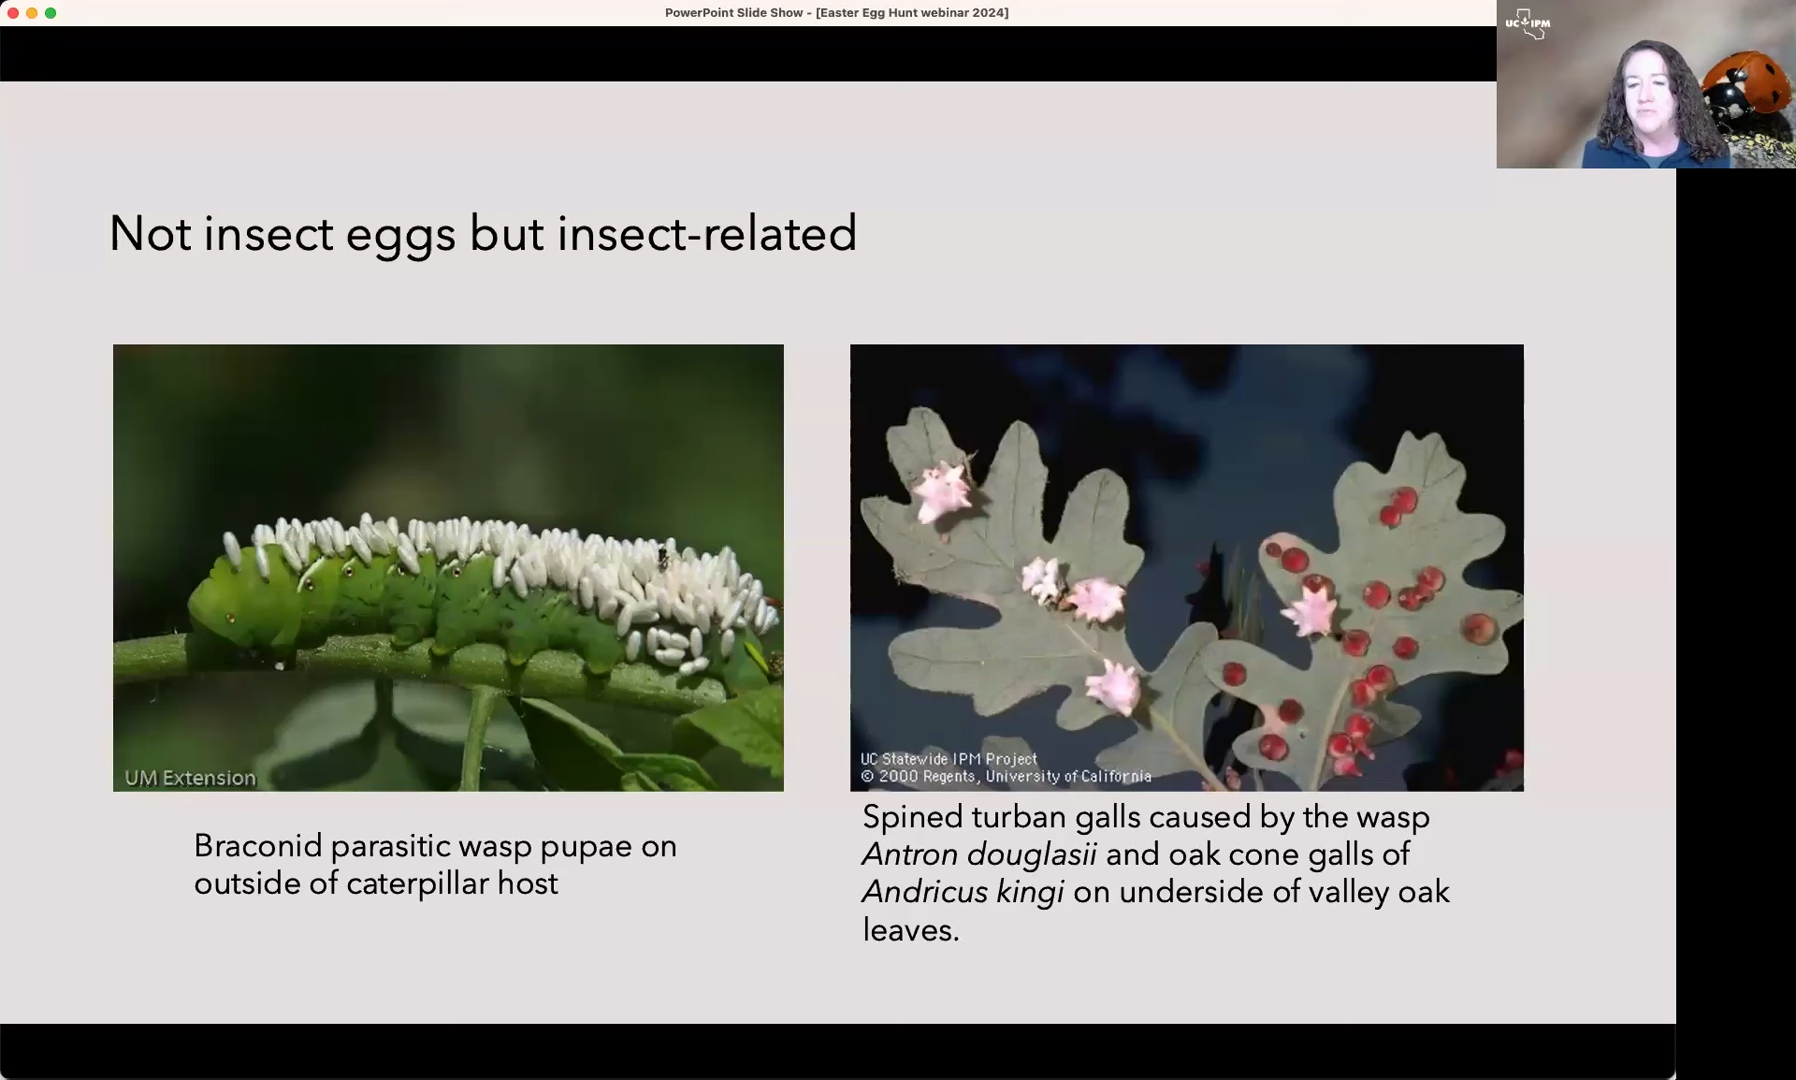 PowerPoint Slide Show - [Easter Egg Hunt webinar 2024]
UC IPM
Not insect eggs but insect-related
UM Extension
UC Statewide IPM Project
© 2000 Regents, University of California
Braconid parasitic wasp pupae on
outside of caterpillar host
Spined turban galls caused by the wasp
Antron douglasii and oak cone galls of
Andricus kingi on underside of valley oak
leaves.